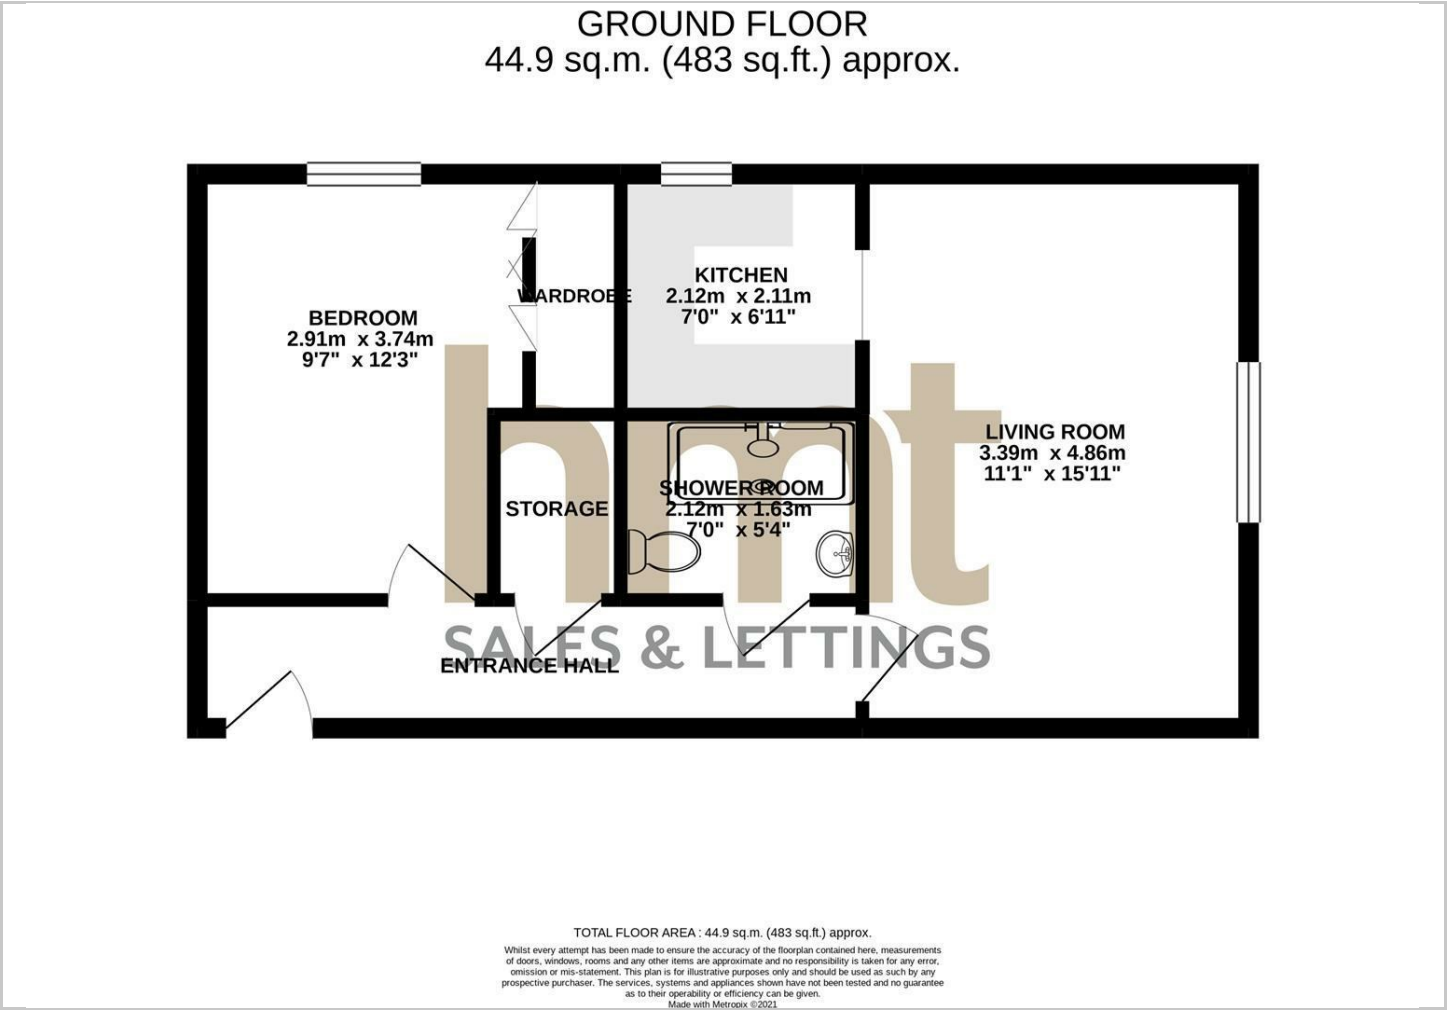 GROUND FLOOR
44.9 sq.m. (483 sq.ft.) approx.
BEDROOM
2.91m x 3.74m
9'7" x 12'3"
WARDROBE
KITCHEN
2.12m x 2.11m
7'0" x 6'11"
LIVING ROOM
3.39m x 4.86m
11'1" x 15'11"
STORAGE
SHOWER ROOM
2.12m x 1.63m
7'0" x 5'4"
hmt
SALES & LETTINGS
ENTRANCE HALL
TOTAL FLOOR AREA : 44.9 sq.m. (483 sq.ft.) approx.
Whilst every attempt has been made to ensure the accuracy of the floorplan contained here, measurements
of doors, windows, rooms and any other items are approximate and no responsibility is taken for any error,
omission or mis-statement. This plan is for illustrative purposes only and should be used as such by any
prospective purchaser. The services, systems and appliances shown have not been tested and no guarantee
as to their operability or efficiency can be given.
Made with Metropix ©2021